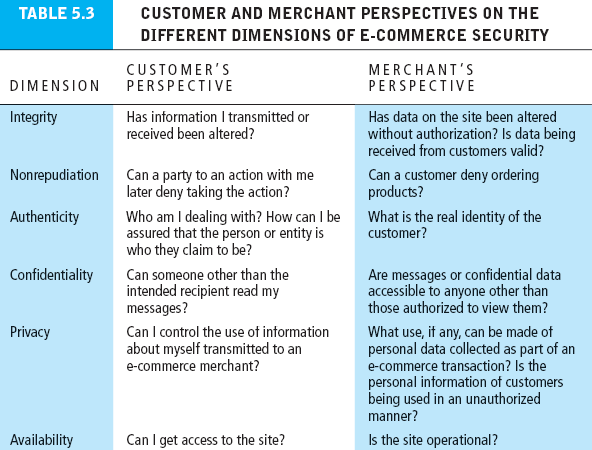 TABLE 5.3
CUSTOMER AND MERCHANT PERSPECTIVES ON THE
DIFFERENT DIMENSIONS OF E-COMMERCE SECURITY
DIMENSION
CUSTOMER'S
PERSPECTIVE
MERCHANT'S
PERSPECTIVE
Integrity
Has information I transmitted or
received been altered?
Has data on the site been altered
without authorization? Is data being
received from customers valid?
Nonrepudiation
Can a party to an action with me
later deny taking the action?
Can a customer deny ordering
products?
Authenticity
Who am I dealing with? How can I be
assured that the person or entity is
who they claim to be?
What is the real identity of the
customer?
Confidentiality
Can someone other than the
intended recipient read my
messages?
Are messages or confidential data
accessible to anyone other than
those authorized to view them?
Privacy
Can I control the use of information
about myself transmitted to an
e-commerce merchant?
What use, if any, can be made of
personal data collected as part of an
e-commerce transaction? Is the
personal information of customers
being used in an unauthorized
manner?
Availability
Can I get access to the site?
Is the site operational?